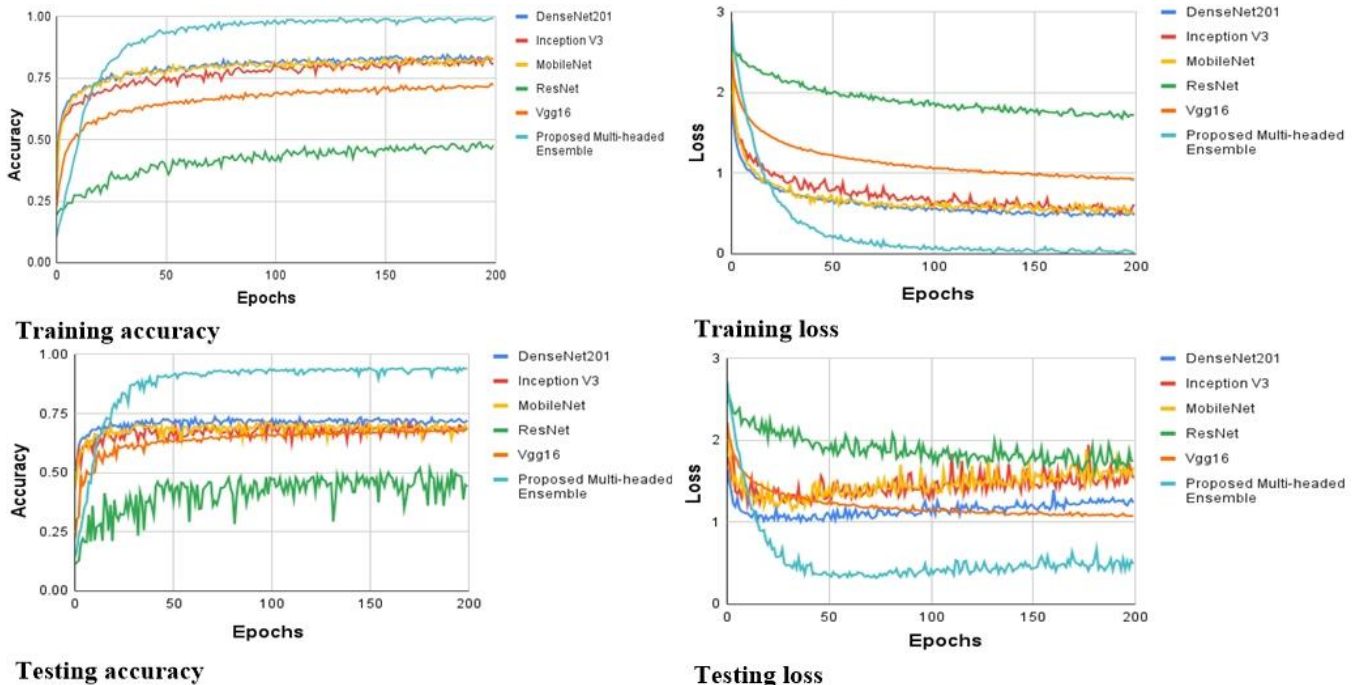 1.00
0.75
0.50
0.25
0.00
Accuracy
0
50
100
150
200
Epochs
DenseNet201
Inception V3
MobileNet
ResNet
Vgg16
Proposed Multi-headed
Ensemble
Training accuracy
3
2
1
0
Loss
0
50
100
150
200
Epochs
DenseNet201
Inception V3
MobileNet
ResNet
Vgg16
Proposed Multi-headed
Ensemble
Training loss
1.00
0.75
0.50
0.25
0.00
Accuracy
0
50
100
150
200
Epochs
DenseNet201
Inception V3
MobileNet
ResNet
Vgg16
Proposed Multi-headed
Ensemble
Testing accuracy
3
2
1
0
Loss
0
50
100
150
200
Epochs
DenseNet201
Inception V3
MobileNet
ResNet
Vgg16
Proposed Multi-headed
Ensemble
Testing loss